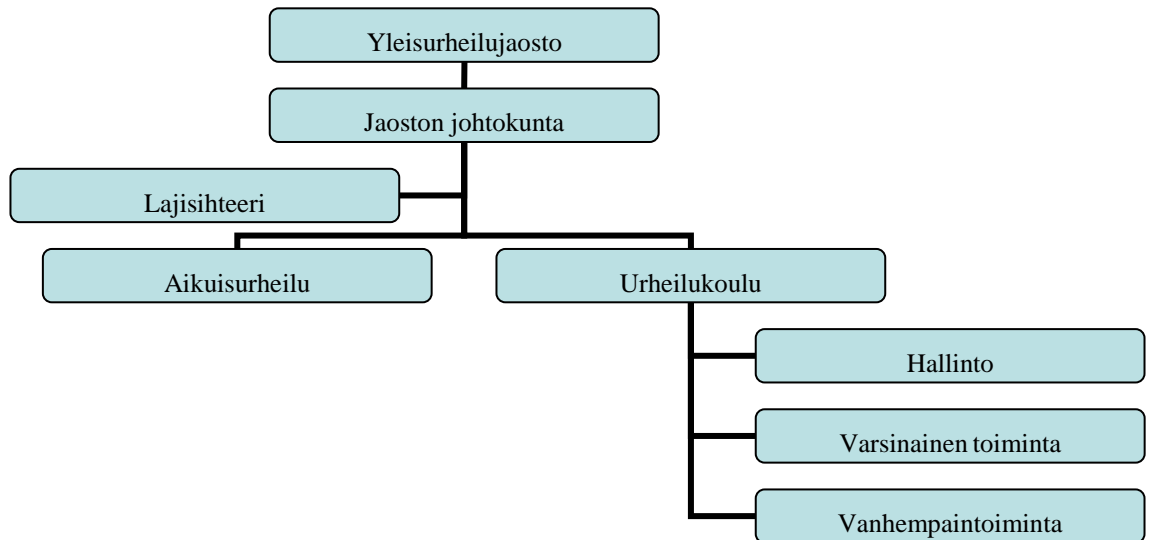 Yleisurheilujaosto
Jaoston johtokunta
Lajisihteeri
Aikuisurheilu
Urheilukoulu
Hallinto
Varsinainen toiminta
Vanhempaintoiminta